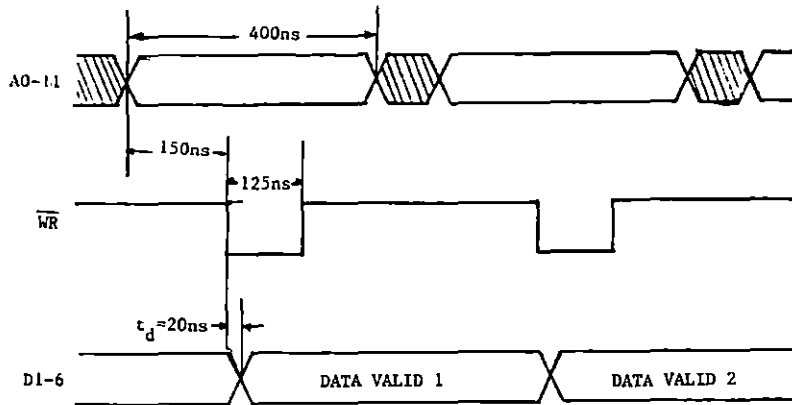 400ns
A0-11
150ns
125ns
WR
t_d=20ns
D1-6
DATA VALID 1
DATA VALID 2